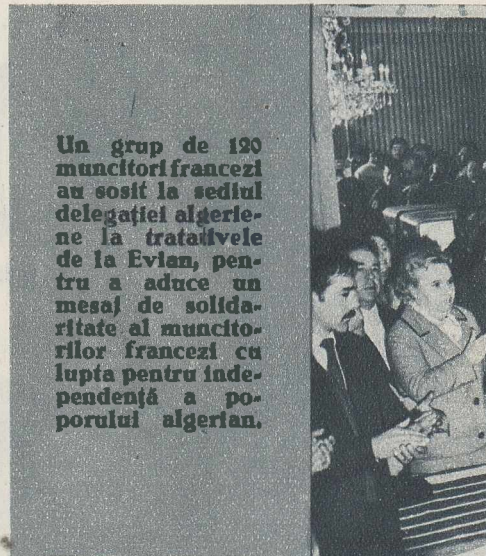 Un grup de 120
muncitori francezi
au sosit la sediul
delegației algerie-
ne la tratativele
de la Evian, pen-
tru a aduce un
mesaj de solida-
ritate al muncito-
rilor francezi cu
lupta pentru inde-
pendență a po-
porului algerian.